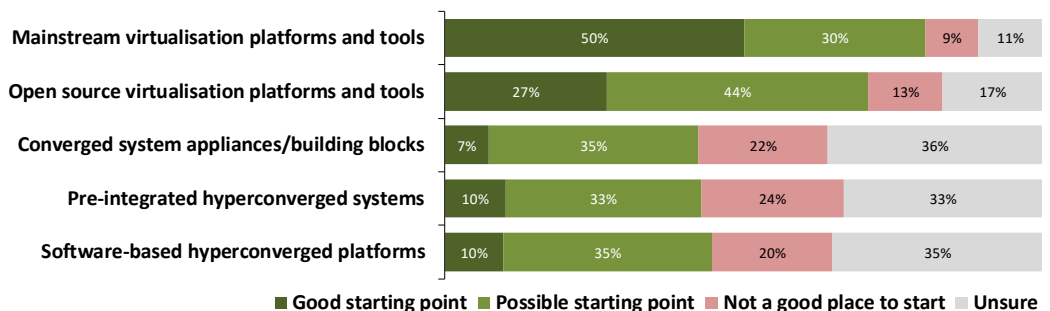 Mainstream virtualisation platforms and tools 50% 30% 9% 11%
Open source virtualisation platforms and tools 27% 44% 13% 17%
Converged system appliances/building blocks 7% 35% 22% 36%
Pre-integrated hyperconverged systems 10% 33% 24% 33%
Software-based hyperconverged platforms 10% 35% 20% 35%
Good starting point Possible starting point Not a good place to start Unsure